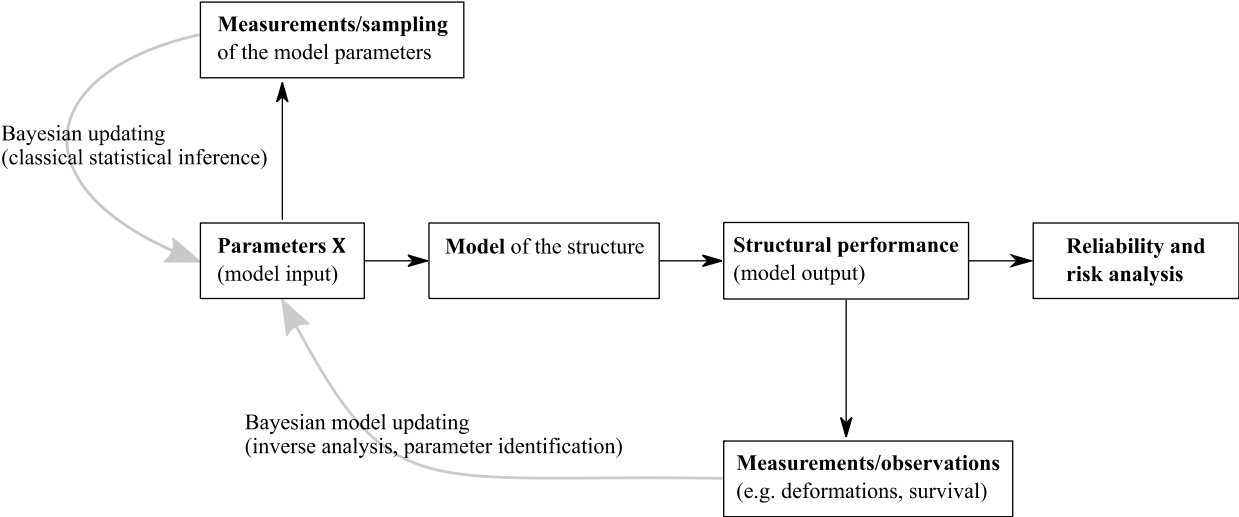 Measurements/sampling
of the model parameters
Bayesian updating
(classical statistical inference)
Parameters X
(model input)
Model of the structure
Structural performance
(model output)
Reliability and
risk analysis
Bayesian model updating
(inverse analysis, parameter identification)
Measurements/observations
(e.g. deformations, survival)